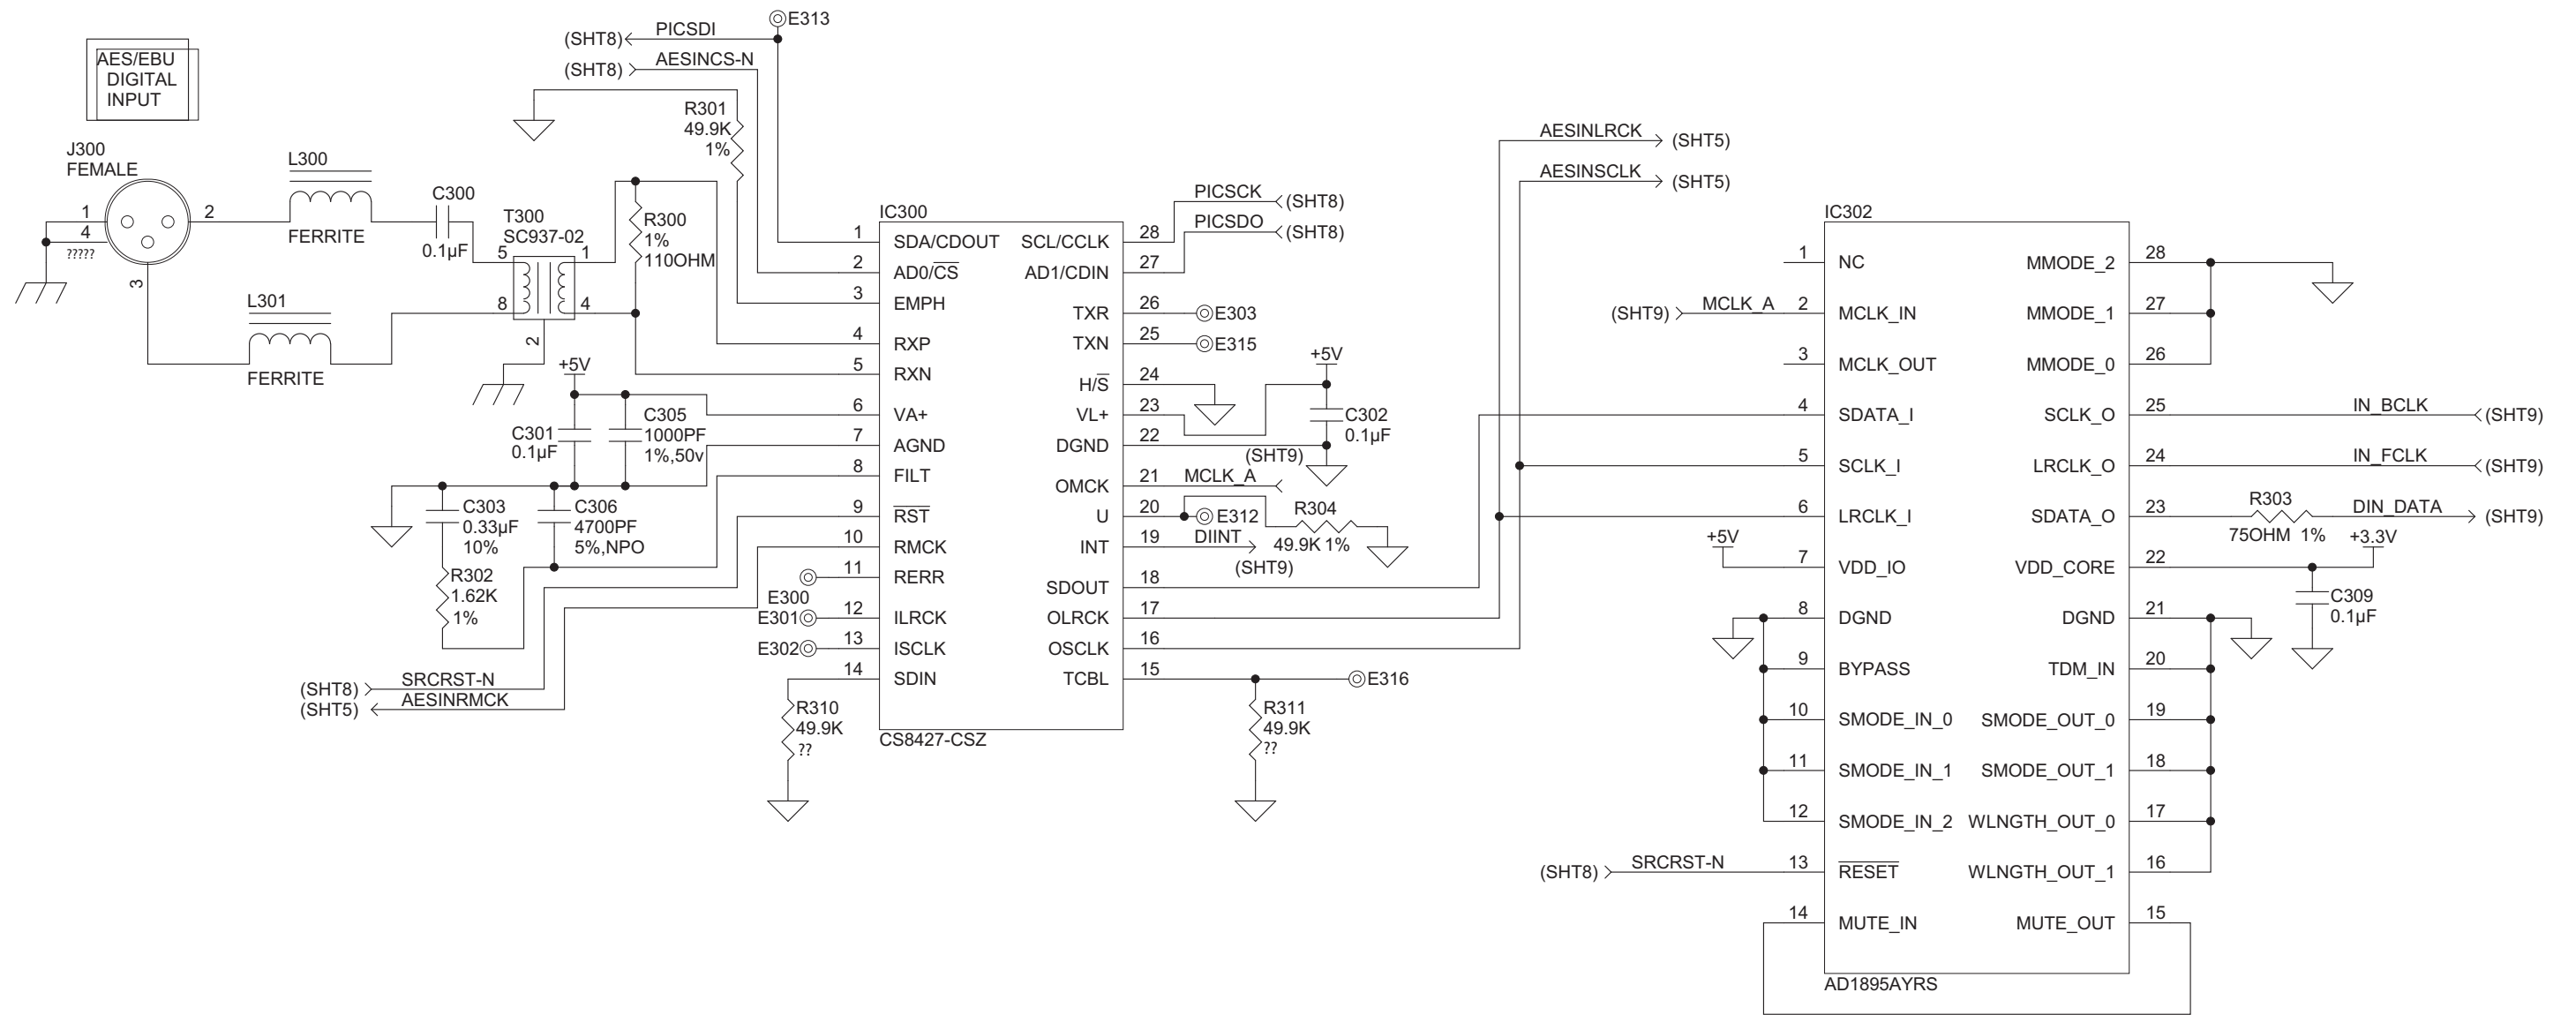 AES/EBU
DIGITAL
INPUT
J300
FEMALE
1
4
?????
2
3
L300
FERRITE
L301
FERRITE
C300
0.1µF
T300
SC937-02
5
1
8
4
2
(SHT8)
PICSDI
E313
(SHT8)
AESINCS-N
R301
49.9K
1%
R300
1%
110OHM
+5V
C301
0.1µF
C305
1000PF
1%,50v
C303
0.33µF
10%
C306
4700PF
5%,NPO
R302
1.62K
1%
(SHT8)
SRCRST-N
(SHT5)
AESINRMCK
E300
E301
E302
R310
49.9K
??
IC300
1 SDA/CDOUT
2 AD0/CS
3 EMPH
4 RXP
5 RXN
6 VA+
7 AGND
8 FILT
9 RST
10 RMCK
11 RERR
12 ILRCK
13 ISCLK
14 SDIN
SCL/CCLK 28
AD1/CDIN 27
TXR 26
TXN 25
H/S 24
VL+ 23
DGND 22
OMCK 21
U 20
INT 19
SDOUT 18
OLRCK 17
OSCLK 16
TCBL 15
CS8427-CSZ
PICSCK
(SHT8)
PICSDO
(SHT8)
E303
E315
+5V
C302
0.1µF
(SHT9)
MCLK_A
E312
R304
49.9K 1%
DIINT
(SHT9)
E316
R311
49.9K
??
AESINLRCK
(SHT5)
AESINSCLK
(SHT5)
(SHT9)
MCLK_A
+5V
(SHT8)
SRCRST-N
IC302
1 NC
2 MCLK_IN
3 MCLK_OUT
4 SDATA_I
5 SCLK_I
6 LRCLK_I
7 VDD_IO
8 DGND
9 BYPASS
10 SMODE_IN_0
11 SMODE_IN_1
12 SMODE_IN_2
13 RESET
14 MUTE_IN
MMODE_2 28
MMODE_1 27
MMODE_0 26
SCLK_O 25
LRCLK_O 24
SDATA_O 23
VDD_CORE 22
DGND 21
TDM_IN 20
SMODE_OUT_0 19
SMODE_OUT_1 18
WLNGTH_OUT_0 17
WLNGTH_OUT_1 16
MUTE_OUT 15
AD1895AYRS
IN_BCLK
(SHT9)
IN_FCLK
(SHT9)
R303
75OHM 1%
DIN_DATA
(SHT9)
+3.3V
C309
0.1µF